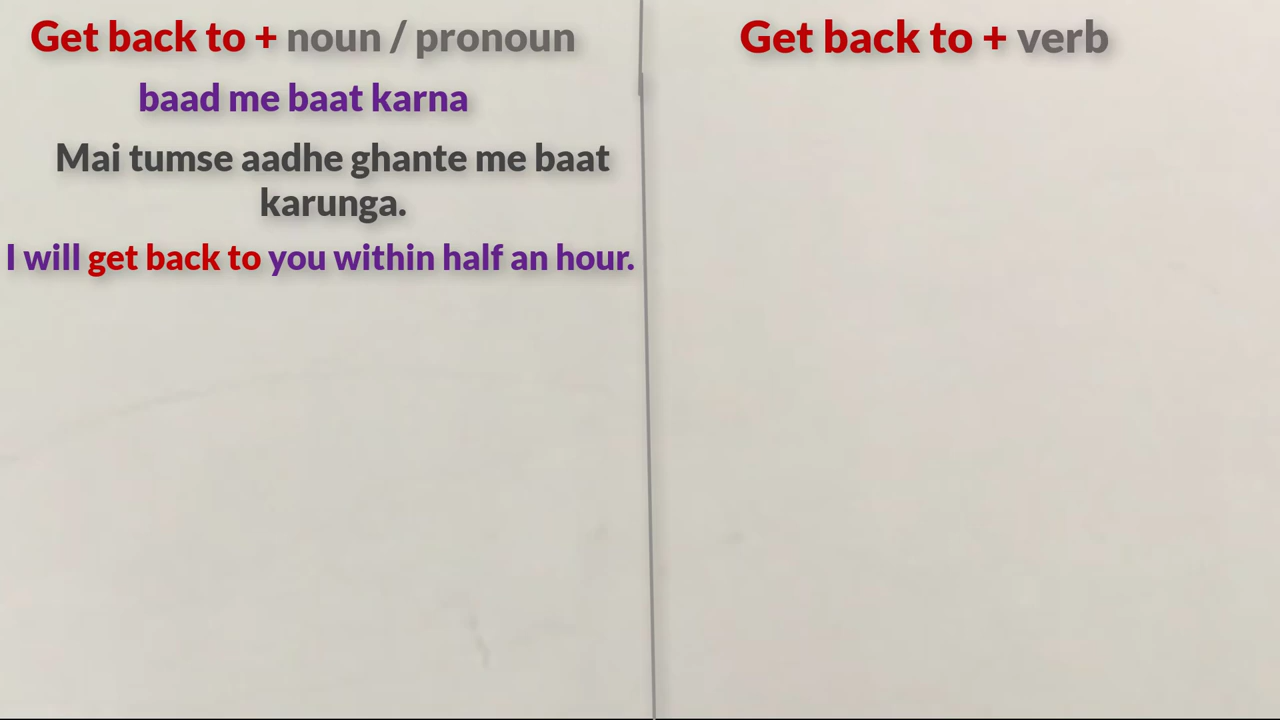 Get back to + noun / pronoun
baad me baat karna
Mai tumse aadhe ghante me baat
karunga.
I will get back to you within half an hour.
Get back to + verb